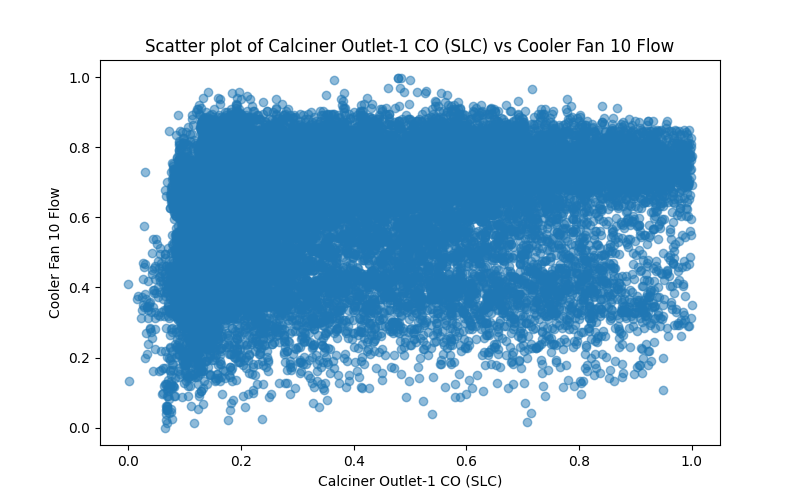 Scatter plot of Calciner Outlet-1 CO (SLC) vs Cooler Fan 10 Flow
1.0
0.8
0.6
0.4
0.2
0.0
Cooler Fan 10 Flow
0.0 0.2 0.4 0.6 0.8 1.0
Calciner Outlet-1 CO (SLC)